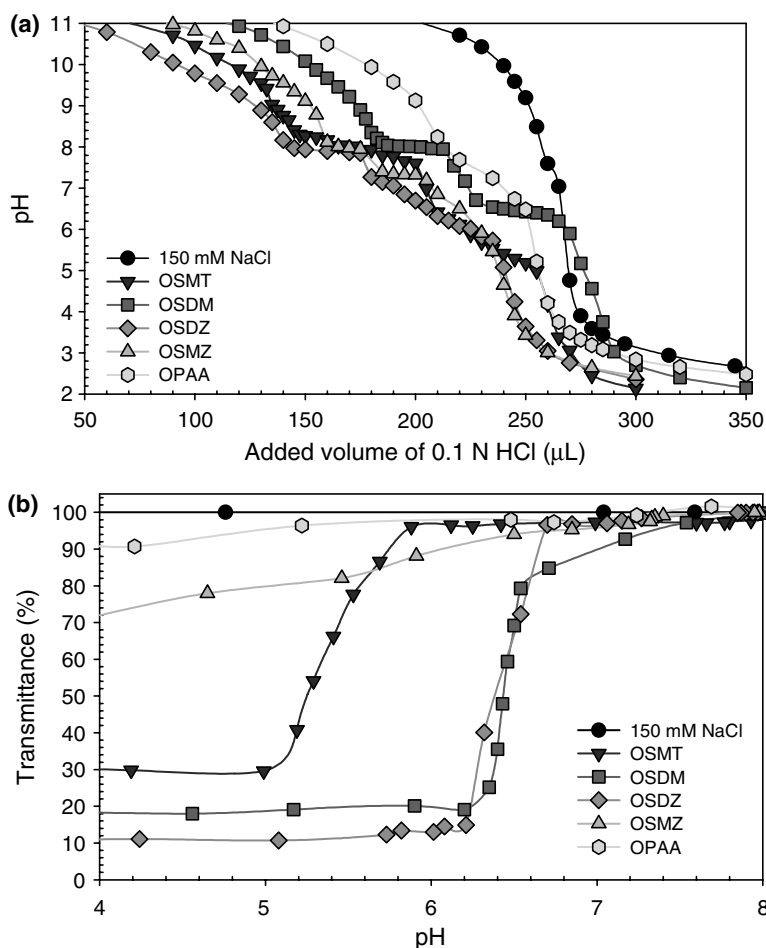 (a)
11
10
9
8
7
6
5
4
3
2
pH
150 mM NaCl
OSMT
OSDM
OSDZ
OSMZ
OPAA
50 100 150 200 250 300 350
Added volume of 0.1 N HCl (μL)
(b)
100
90
80
70
60
50
40
30
20
10
0
Transmittance (%)
150 mM NaCl
OSMT
OSDM
OSDZ
OSMZ
OPAA
4 5 6 7 8
pH